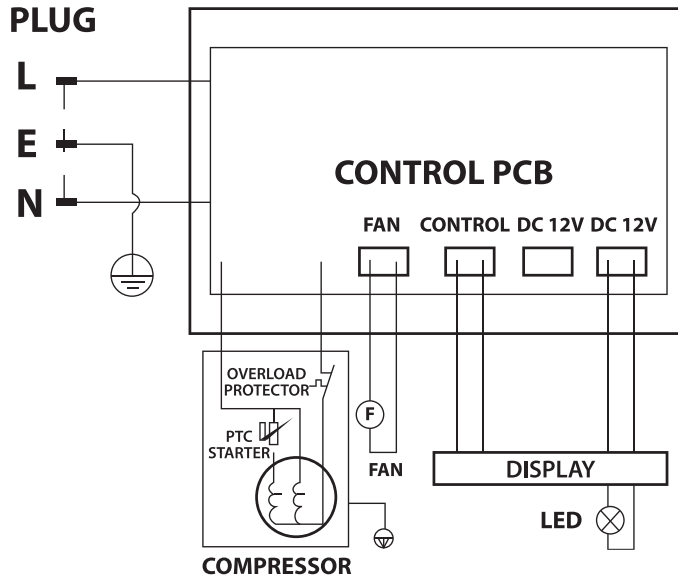 PLUG
L
E
N
CONTROL PCB
FAN CONTROL DC 12V DC 12V
OVERLOAD
PROTECTOR
PTC
STARTER
F
FAN
DISPLAY
LED
COMPRESSOR